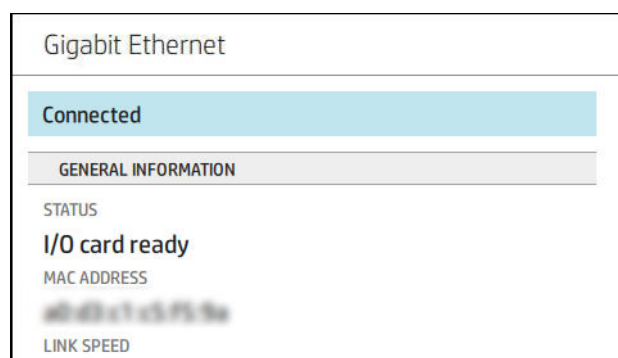 Gigabit Ethernet
Connected
GENERAL INFORMATION
STATUS
I/O card ready
MAC ADDRESS
LINK SPEED